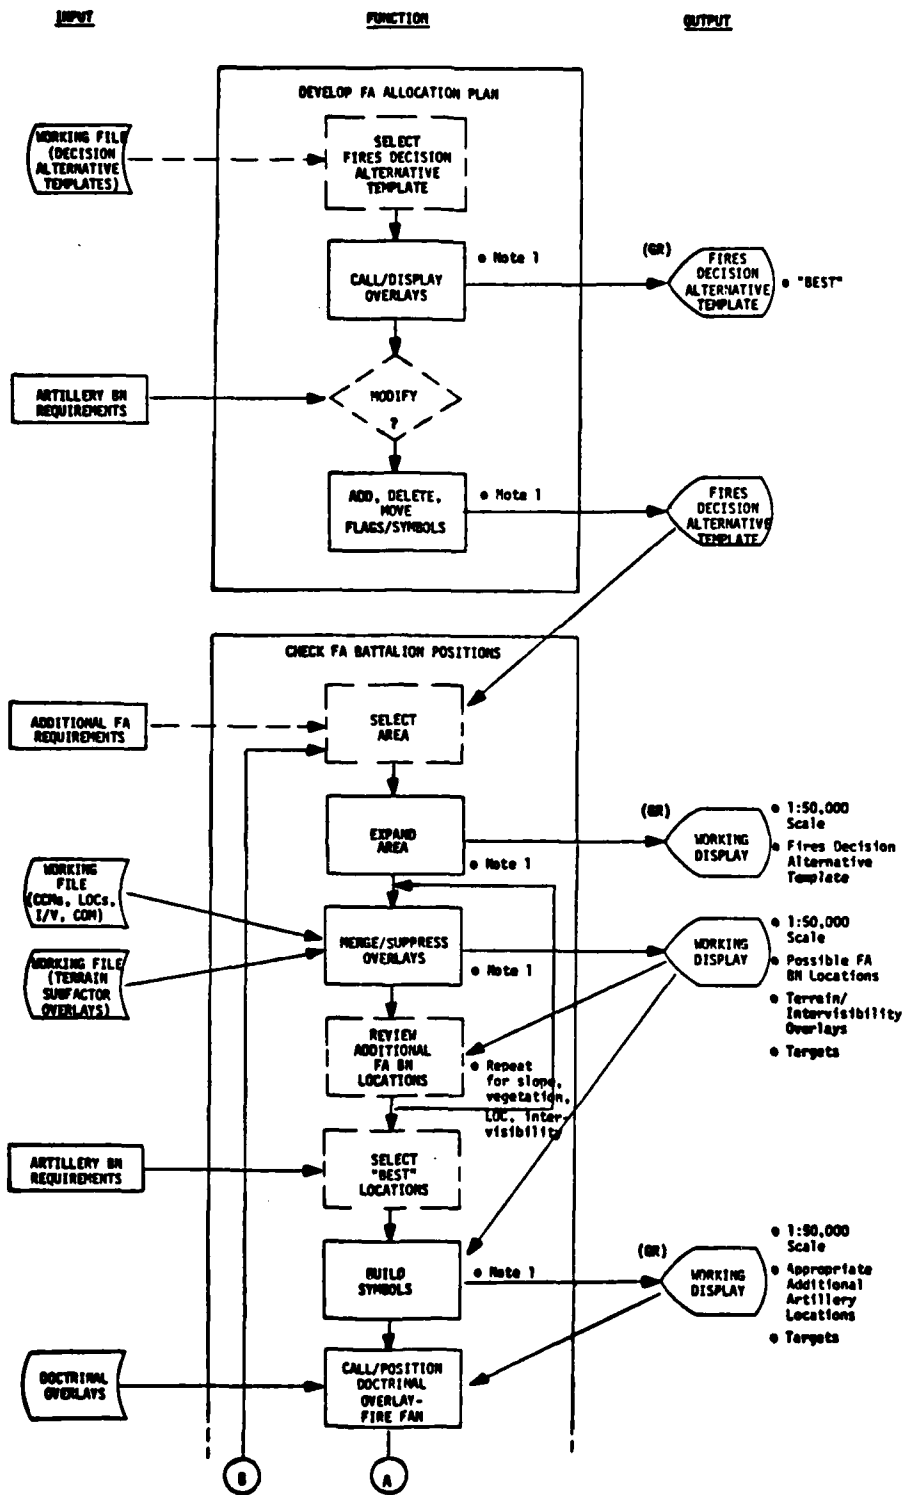 INPUT
FUNCTION
OUTPUT
DEVELOP FA ALLOCATION PLAN
WORKING FILE
(DECISION
ALTERNATIVE
TEMPLATES)
SELECT
FIRES DECISION
ALTERNATIVE
TEMPLATE
CALL/DISPLAY
OVERLAYS
• Note 1
(GR)
FIRES
DECISION
ALTERNATIVE
TEMPLATE
• "BEST"
ARTILLERY BN
REQUIREMENTS
MODIFY
?
ADD, DELETE,
MOVE
FLAGS/SYMBOLS
• Note 1
FIRES
DECISION
ALTERNATIVE
TEMPLATE
CHECK FA BATTALION POSITIONS
ADDITIONAL FA
REQUIREMENTS
SELECT
AREA
EXPAND
AREA
• Note 1
(GR)
WORKING
DISPLAY
• 1:50,000
Scale
• Fires Decision
Alternative
Template
WORKING
FILE
(CCMs, LOCs,
I/V, COM)
WORKING FILE
(TERRAIN
SUBFACTOR
OVERLAYS)
MERGE/SUPPRESS
OVERLAYS
• Note 1
WORKING
DISPLAY
• 1:50,000
Scale
• Possible FA
BN Locations
• Terrain/
Intervisibility
Overlays
• Targets
REVIEW
ADDITIONAL
FA BN
LOCATIONS
• Repeat
for slope,
vegetation,
LOC, inter-
visibility
ARTILLERY BN
REQUIREMENTS
SELECT
"BEST"
LOCATIONS
BUILD
SYMBOLS
• Note 1
(GR)
WORKING
DISPLAY
• 1:50,000
Scale
• Appropriate
Additional
Artillery
Locations
• Targets
DOCTRINAL
OVERLAYS
CALL/POSITION
DOCTRINAL
OVERLAY-
FIRE FAN
B
A